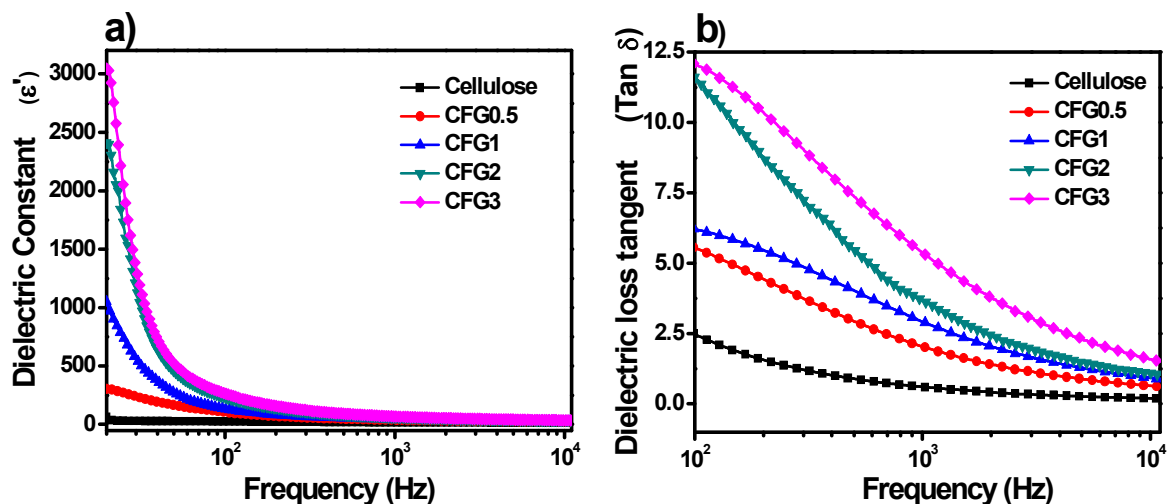 a)
Dielectric Constant (ε')
3000
2500
2000
1500
1000
500
0
Cellulose
CFG0.5
CFG1
CFG2
CFG3
10²
10³
10⁴
Frequency (Hz)
b)
Dielectric loss tangent (Tan δ)
12.5
10.0
7.5
5.0
2.5
0.0
Cellulose
CFG0.5
CFG1
CFG2
CFG3
10²
10³
10⁴
Frequency (Hz)